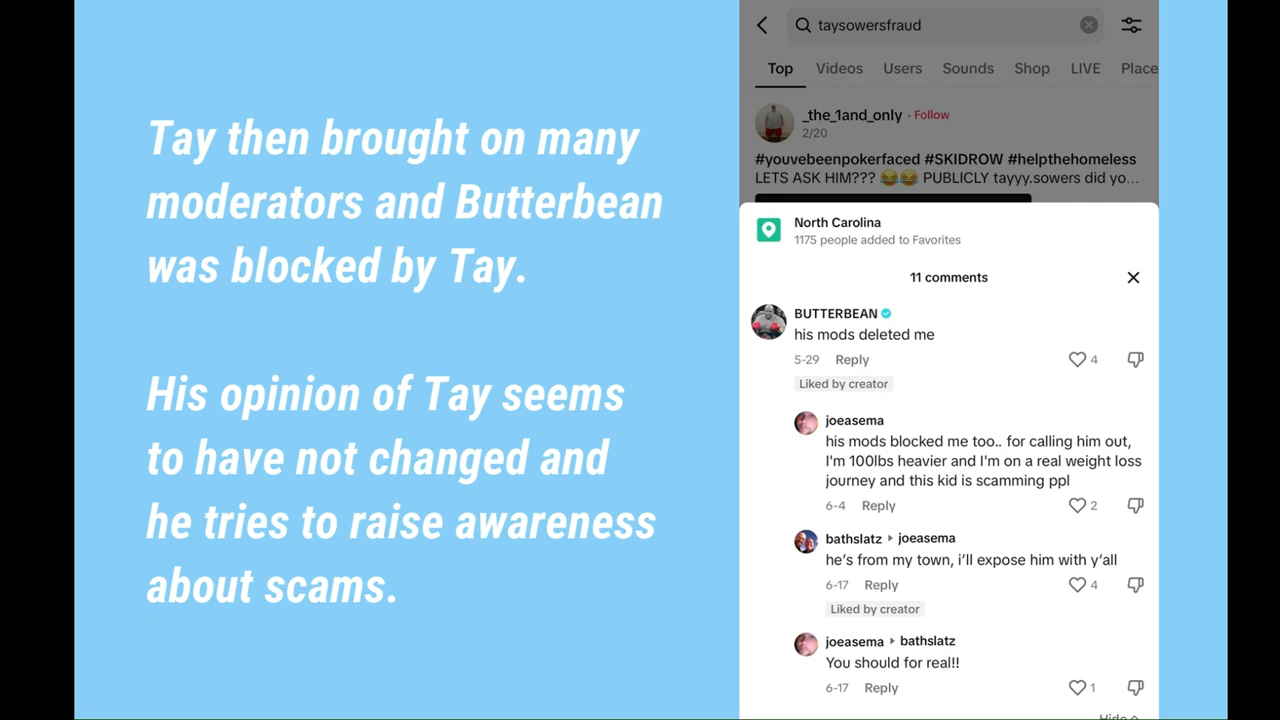 Tay then brought on many
moderators and Butterbean
was blocked by Tay.
His opinion of Tay seems
to have not changed and
he tries to raise awareness
about scams.
taysowersfraud
Top Videos Users Sounds Shop LIVE Place
_the_1and_only · Follow
2/20
#youvebeenpokerfaced #SKIDROW #helpthehomeless
LETS ASK HIM??? 😂😂 PUBLICLY tayyy.sowers did yo...
North Carolina
1175 people added to Favorites
11 comments
BUTTERBEAN
his mods deleted me
5-29 Reply 4
Liked by creator
joeasema
his mods blocked me too.. for calling him out,
I'm 100lbs heavier and I'm on a real weight loss
journey and this kid is scamming ppl
6-4 Reply 2
bathslatz ▸ joeasema
he's from my town, i'll expose him with y'all
6-17 Reply 4
Liked by creator
joeasema ▸ bathslatz
You should for real!!
6-17 Reply 1
Hide